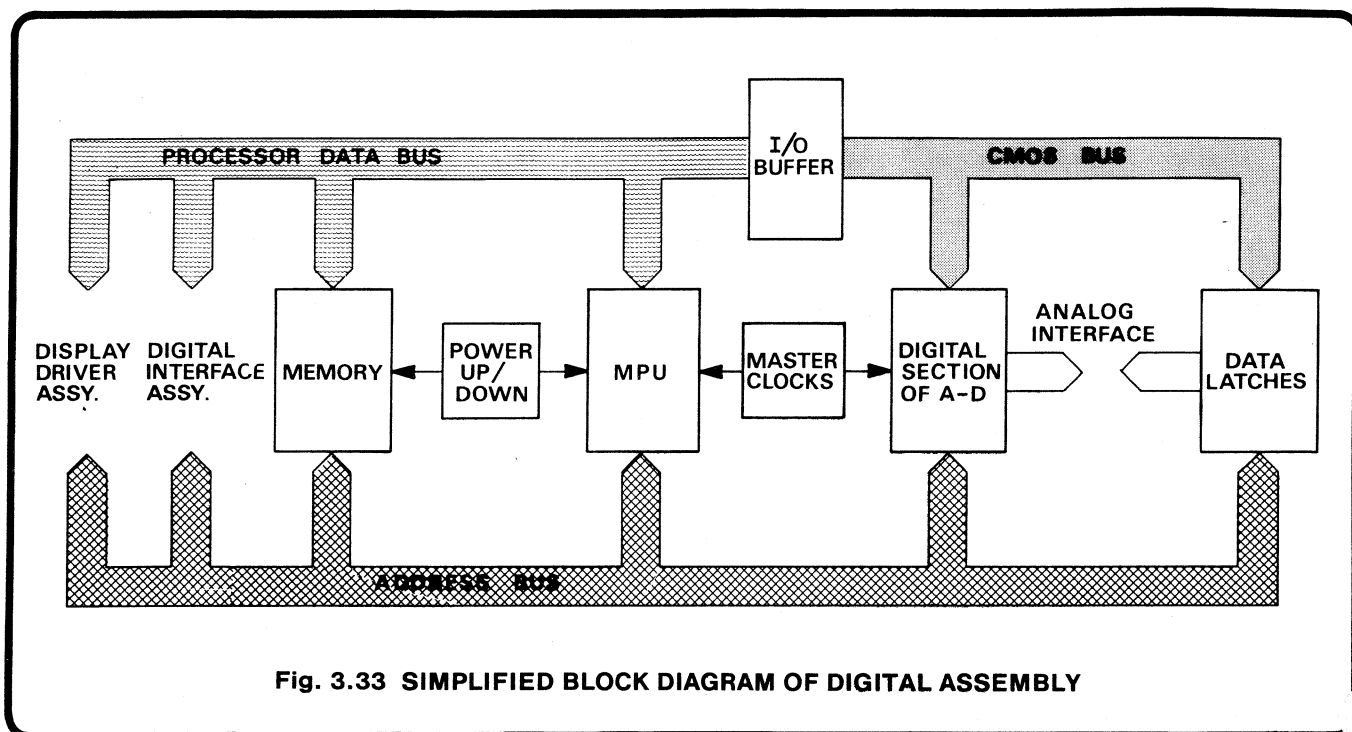 PROCESSOR DATA BUS
I/O
BUFFER
CMOS BUS
DISPLAY
DRIVER
ASSY.
DIGITAL
INTERFACE
ASSY.
MEMORY
POWER
UP/
DOWN
MPU
MASTER
CLOCKS
DIGITAL
SECTION
OF A-D
ANALOG
INTERFACE
DATA
LATCHES
ADDRESS BUS
Fig. 3.33 SIMPLIFIED BLOCK DIAGRAM OF DIGITAL ASSEMBLY